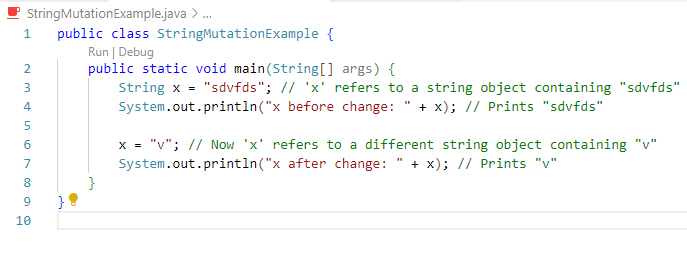 StringMutationExample.java > ...
1 public class StringMutationExample {
Run | Debug
2 public static void main(String[] args) {
3 String x = "sdvfds"; // 'x' refers to a string object containing "sdvfds"
4 System.out.println("x before change: " + x); // Prints "sdvfds"
5
6 x = "v"; // Now 'x' refers to a different string object containing "v"
7 System.out.println("x after change: " + x); // Prints "v"
8 }
9 }
10